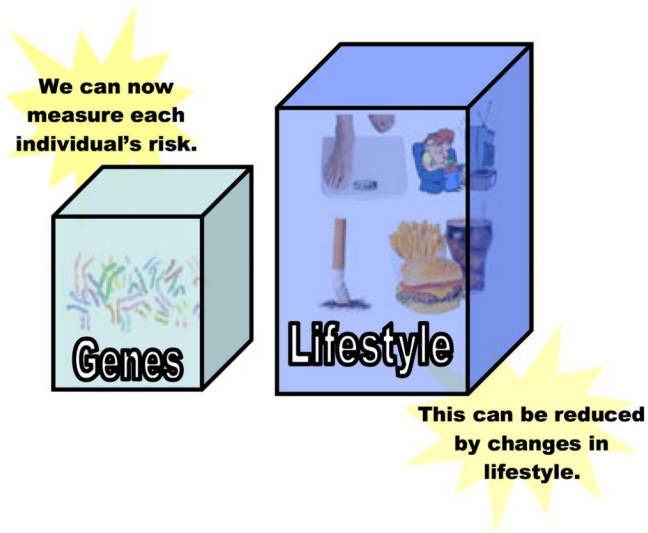 We can now
measure each
individual's risk.
Genes
Lifestyle
This can be reduced
by changes in
lifestyle.